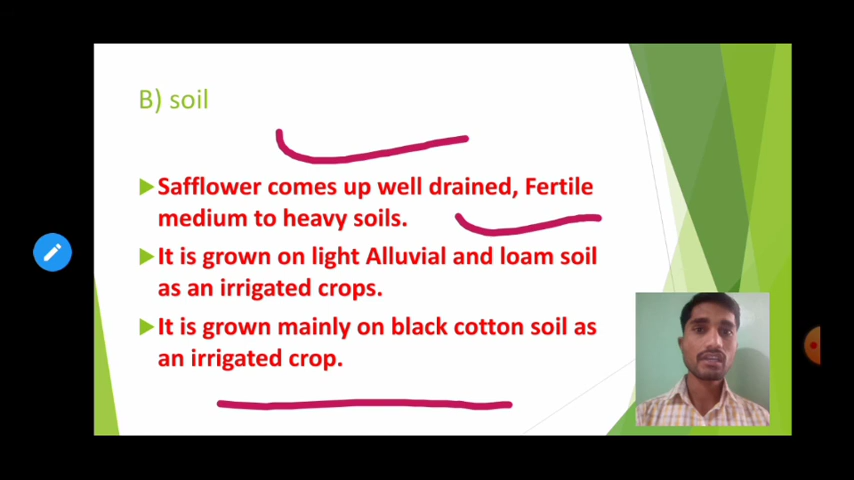 B) soil
Safflower comes up well drained, Fertile
medium to heavy soils.
It is grown on light Alluvial and loam soil
as an irrigated crops.
It is grown mainly on black cotton soil as
an irrigated crop.